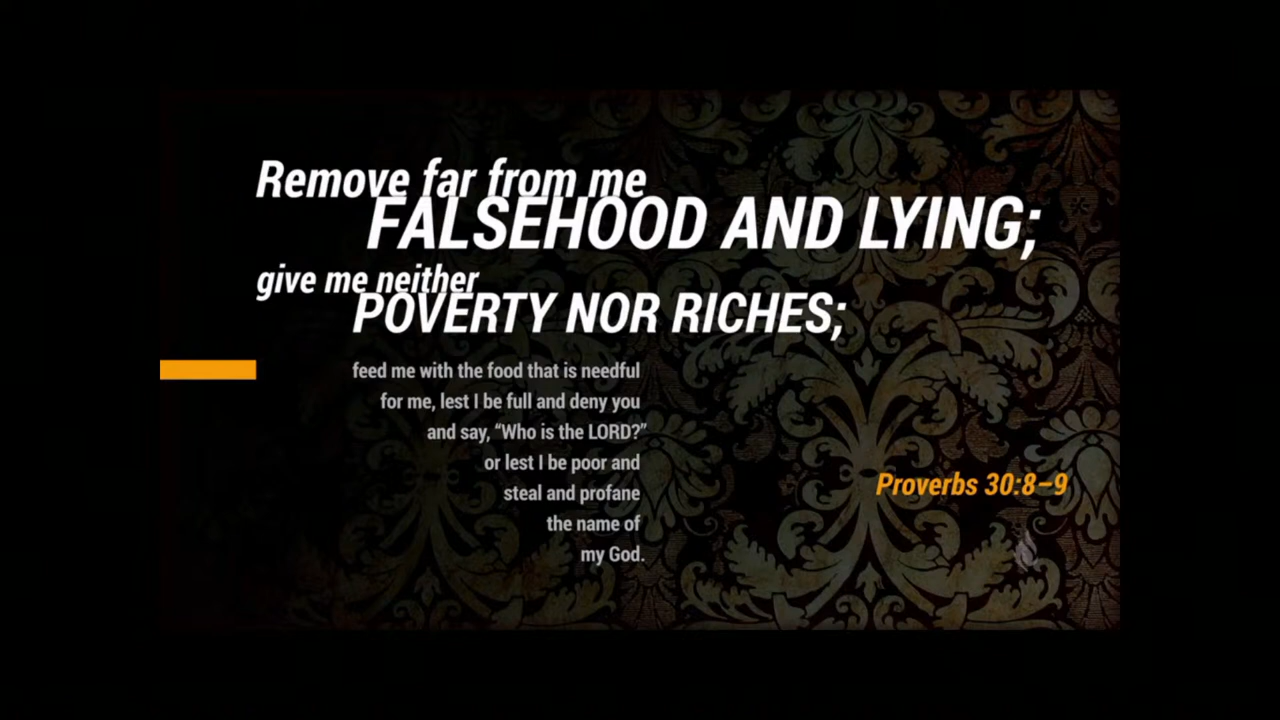 Remove far from me
FALSEHOOD AND LYING;
give me neither
POVERTY NOR RICHES;
feed me with the food that is needful
for me, lest I be full and deny you
and say, “Who is the LORD?”
or lest I be poor and
steal and profane
the name of
my God.
Proverbs 30:8–9